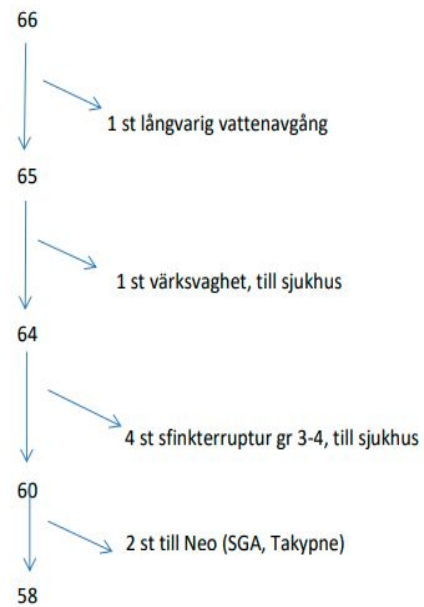 66
1 st långvarig vattenavgång
65
1 st värksvaghet, till sjukhus
64
4 st sfinkterruptur gr 3-4, till sjukhus
60
2 st till Neo (SGA, Takypne)
58